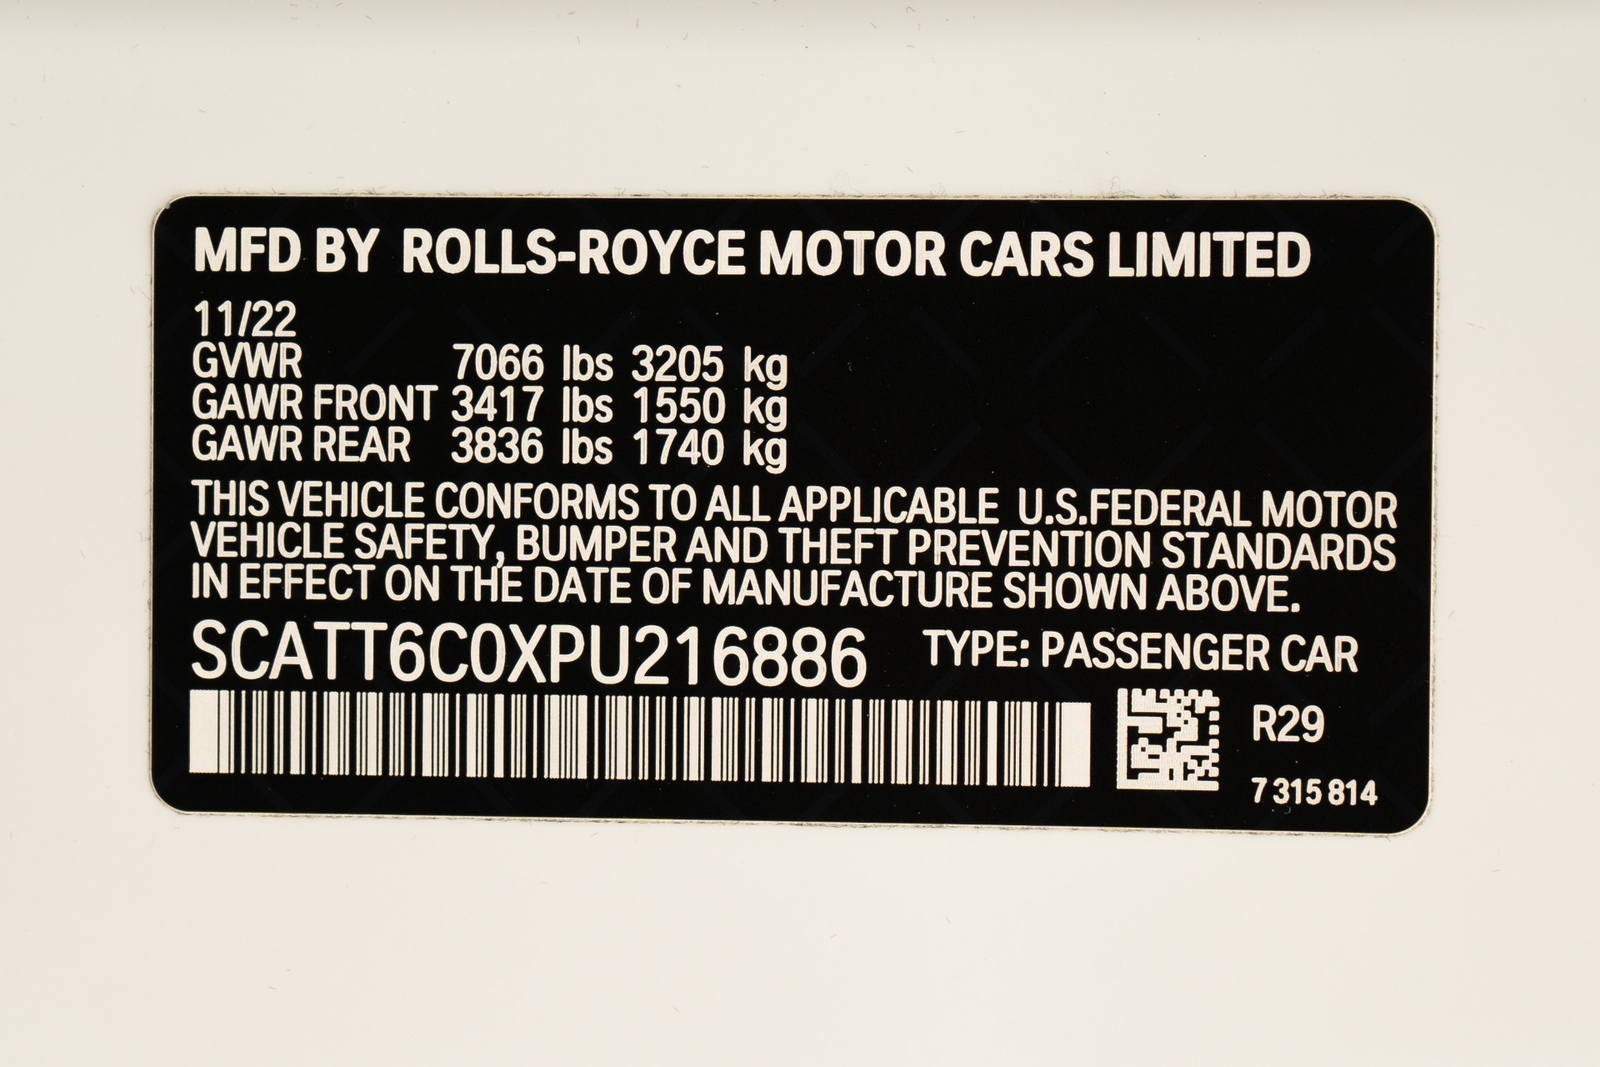 MFD BY ROLLS-ROYCE MOTOR CARS LIMITED
11/22
GVWR 7066 lbs 3205 kg
GAWR FRONT 3417 lbs 1550 kg
GAWR REAR 3836 lbs 1740 kg
THIS VEHICLE CONFORMS TO ALL APPLICABLE U.S.FEDERAL MOTOR
VEHICLE SAFETY, BUMPER AND THEFT PREVENTION STANDARDS
IN EFFECT ON THE DATE OF MANUFACTURE SHOWN ABOVE.
SCATT6C0XPU216886 TYPE: PASSENGER CAR
R29
7 315 814